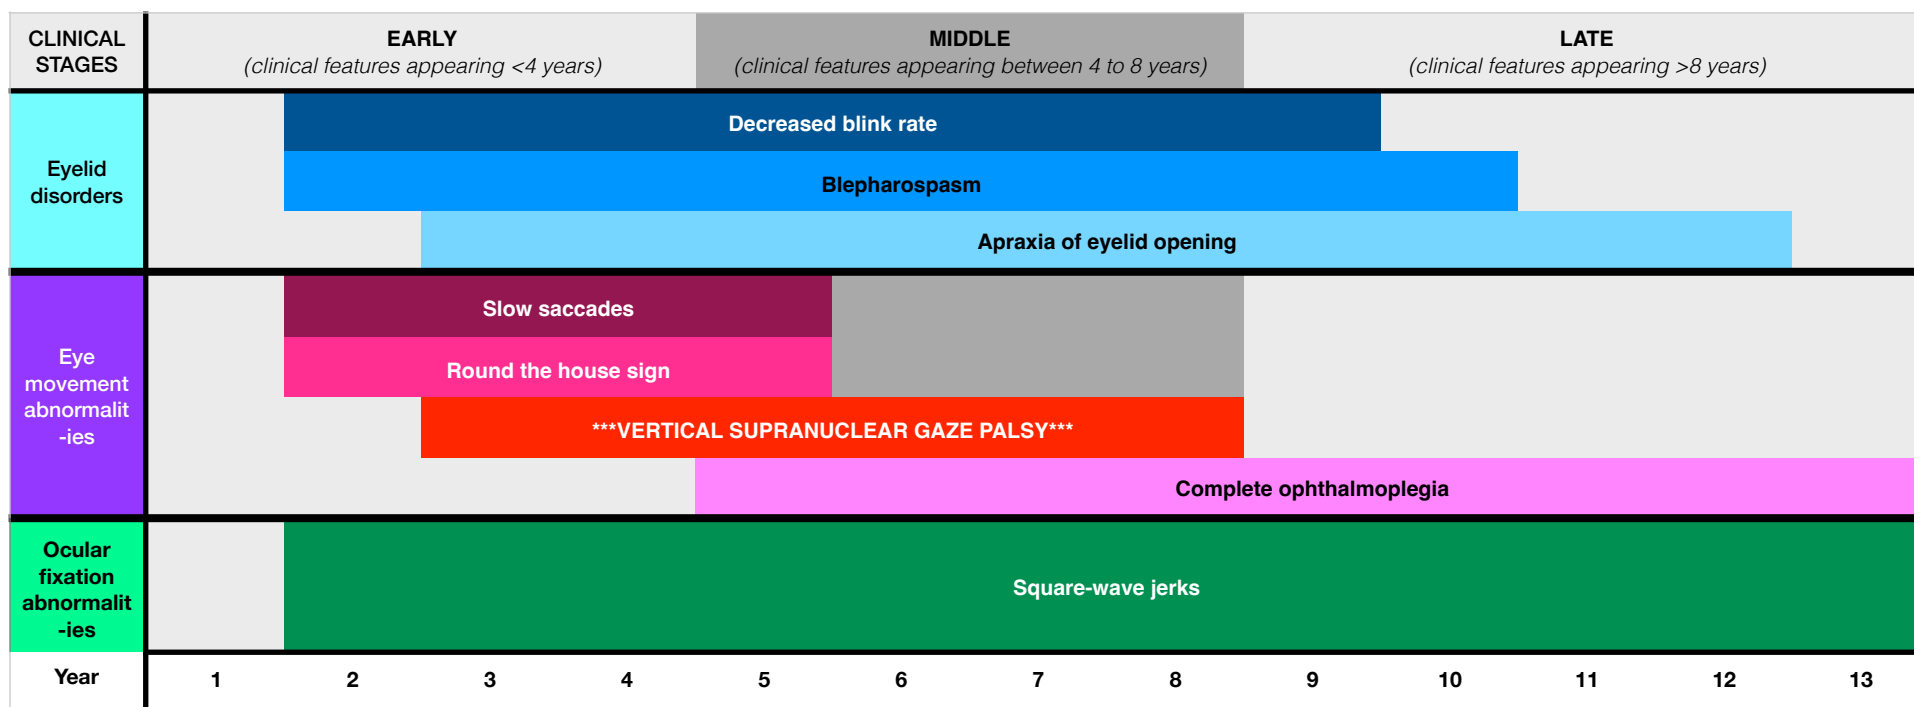 CLINICAL
STAGES
EARLY
(clinical features appearing <4 years)
MIDDLE
(clinical features appearing between 4 to 8 years)
LATE
(clinical features appearing >8 years)
Eyelid
disorders
Decreased blink rate
Blepharospasm
Apraxia of eyelid opening
Eye
movement
abnormalit
-ies
Slow saccades
Round the house sign
***VERTICAL SUPRANUCLEAR GAZE PALSY***
Complete ophthalmoplegia
Ocular
fixation
abnormalit
-ies
Square-wave jerks
Year 1 2 3 4 5 6 7 8 9 10 11 12 13